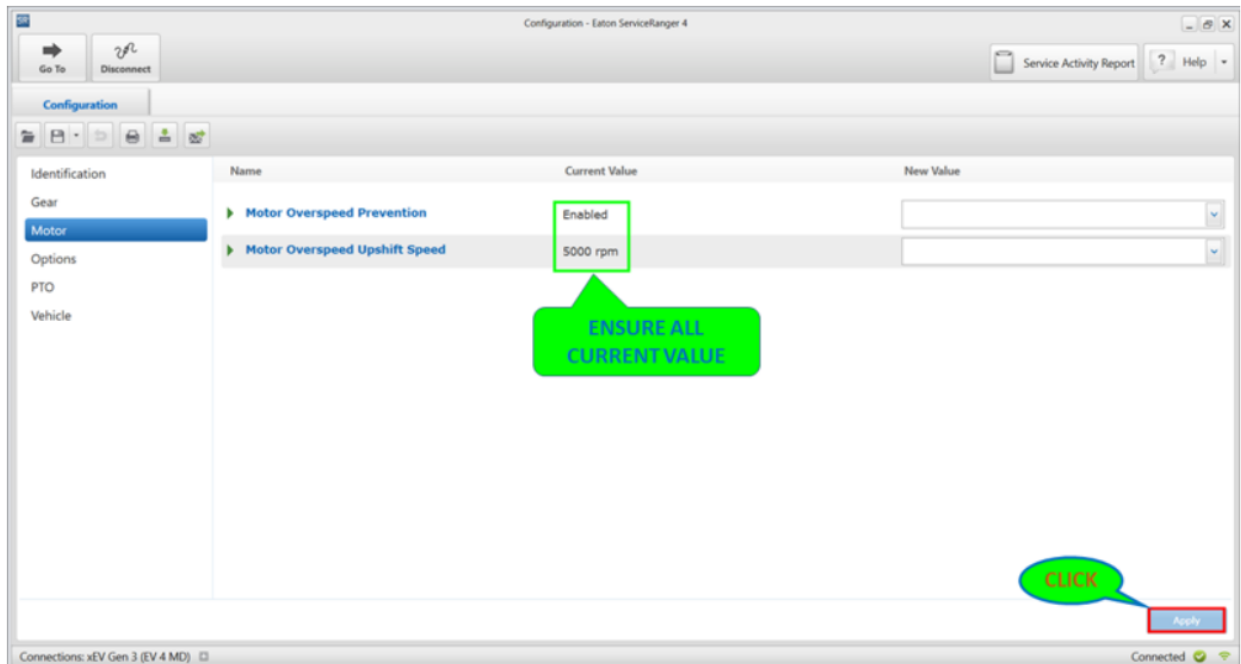 SR
Configuration - Eaton ServiceRanger 4
Go To
Disconnect
Service Activity Report
? Help
Configuration
Identification
Gear
Motor
Options
PTO
Vehicle
Name Current Value New Value
Motor Overspeed Prevention Enabled
Motor Overspeed Upshift Speed 5000 rpm
ENSURE ALL
CURRENT VALUE
CLICK
Apply
Connections: xEV Gen 3 (EV 4 MD)
Connected